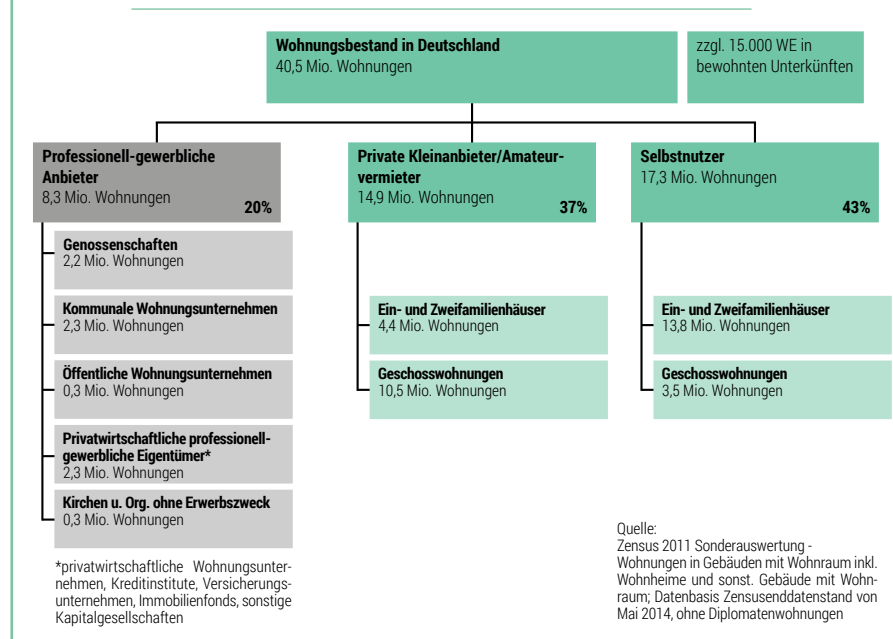 Wohnungsbestand in Deutschland
40,5 Mio. Wohnungen
zzgl. 15.000 WE in
bewohnten Unterkünften
Professionell-gewerbliche
Anbieter
8,3 Mio. Wohnungen
20%
Private Kleinanbieter/Amateur-
vermieter
14,9 Mio. Wohnungen
37%
Selbstnutzer
17,3 Mio. Wohnungen
43%
Genossenschaften
2,2 Mio. Wohnungen
Kommunale Wohnungsunternehmen
2,3 Mio. Wohnungen
Öffentliche Wohnungsunternehmen
0,3 Mio. Wohnungen
Privatwirtschaftliche professionell-
gewerbliche Eigentümer*
2,3 Mio. Wohnungen
Kirchen u. Org. ohne Erwerbszweck
0,3 Mio. Wohnungen
Ein- und Zweifamilienhäuser
4,4 Mio. Wohnungen
Geschosswohnungen
10,5 Mio. Wohnungen
Ein- und Zweifamilienhäuser
13,8 Mio. Wohnungen
Geschosswohnungen
3,5 Mio. Wohnungen
*privatwirtschaftliche Wohnungsunter-
nehmen, Kreditinstitute, Versicherungs-
unternehmen, Immobilienfonds, sonstige
Kapitalgesellschaften
Quelle:
Zensus 2011 Sonderauswertung -
Wohnungen in Gebäuden mit Wohnraum inkl.
Wohnheime und sonst. Gebäude mit Wohn-
raum; Datenbasis Zensusenddatenstand von
Mai 2014, ohne Diplomatenwohnungen